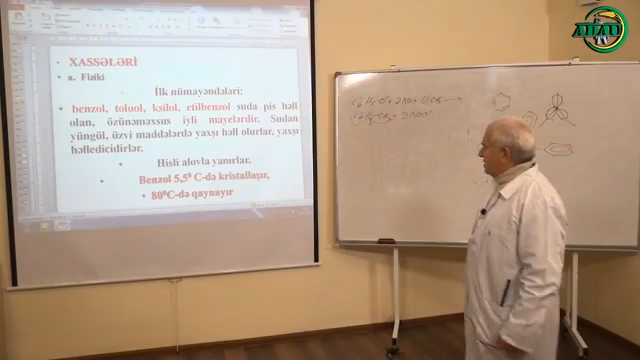 XASSƏLƏRİ
a. Fiziki
İlk nümayəndələri:
benzol, toluol, ksilol, etilbenzol suda pis həll
olan, özünəməxsus iyli mayelərdir. Sudan
yüngül, üzvi maddələrdə yaxşı həll olurlar, yaxşı
həlledicidirlər.
Hisli alovla yanırlar.
Benzol 5,5⁰ C-də kristallaşır,
80⁰C-də qaynayır
ADAU
TV